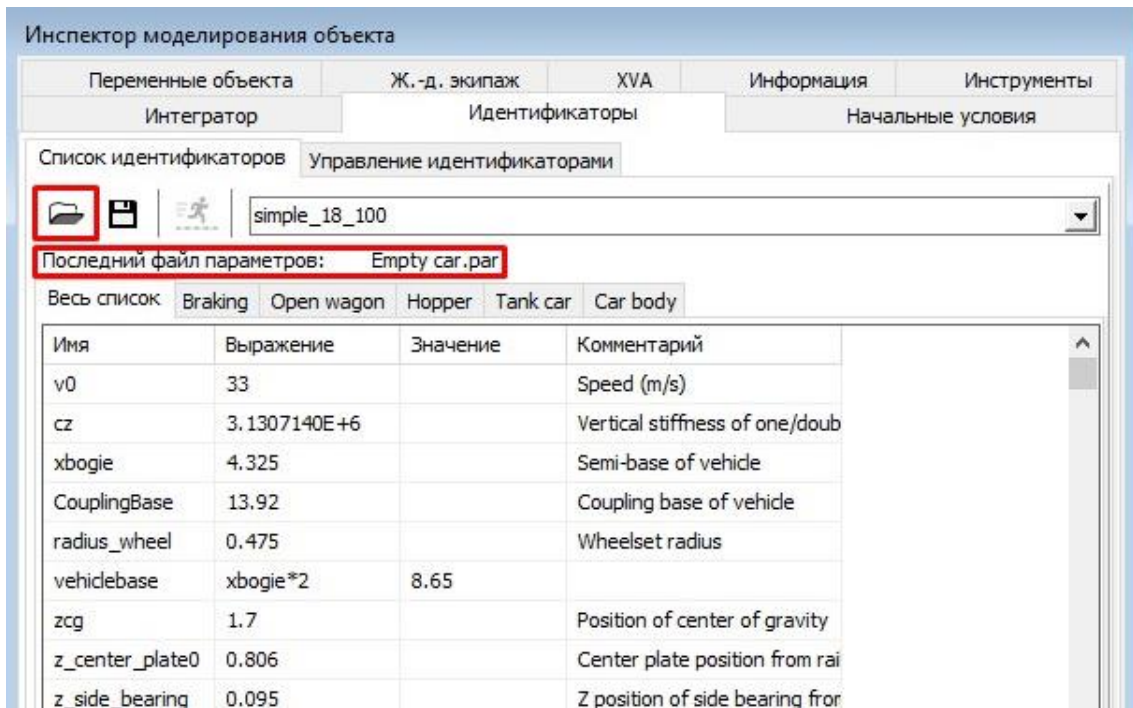 Инспектор моделирования объекта
Переменные объекта Ж.-д. экипаж XVA Информация Инструменты
Интегратор Идентификаторы Начальные условия
Список идентификаторов Управление идентификаторами
simple_18_100
Последний файл параметров: Empty car.par
Весь список Braking Open wagon Hopper Tank car Car body
Имя Выражение Значение Комментарий
v0 33 Speed (m/s)
cz 3.1307140E+6 Vertical stiffness of one/doub
xbogie 4.325 Semi-base of vehicle
CouplingBase 13.92 Coupling base of vehicle
radius_wheel 0.475 Wheelset radius
vehiclebase xbogie*2 8.65
zcg 1.7 Position of center of gravity
z_center_plate0 0.806 Center plate position from rai
z_side_bearing 0.095 Z position of side bearing fror